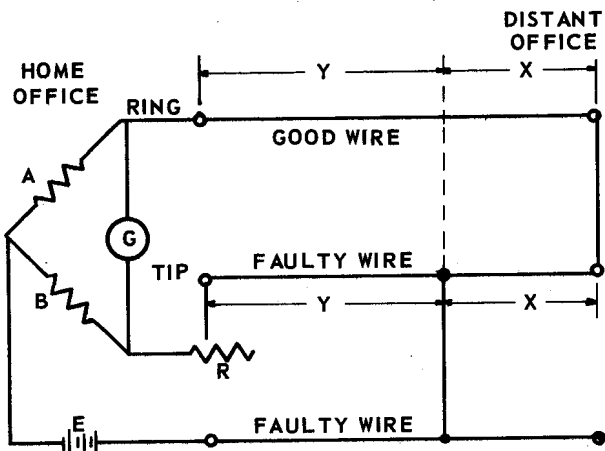 DISTANT
OFFICE
HOME
OFFICE
Y
X
RING
GOOD WIRE
A
G
TIP
FAULTY WIRE
B
Y
X
R
E
FAULTY WIRE